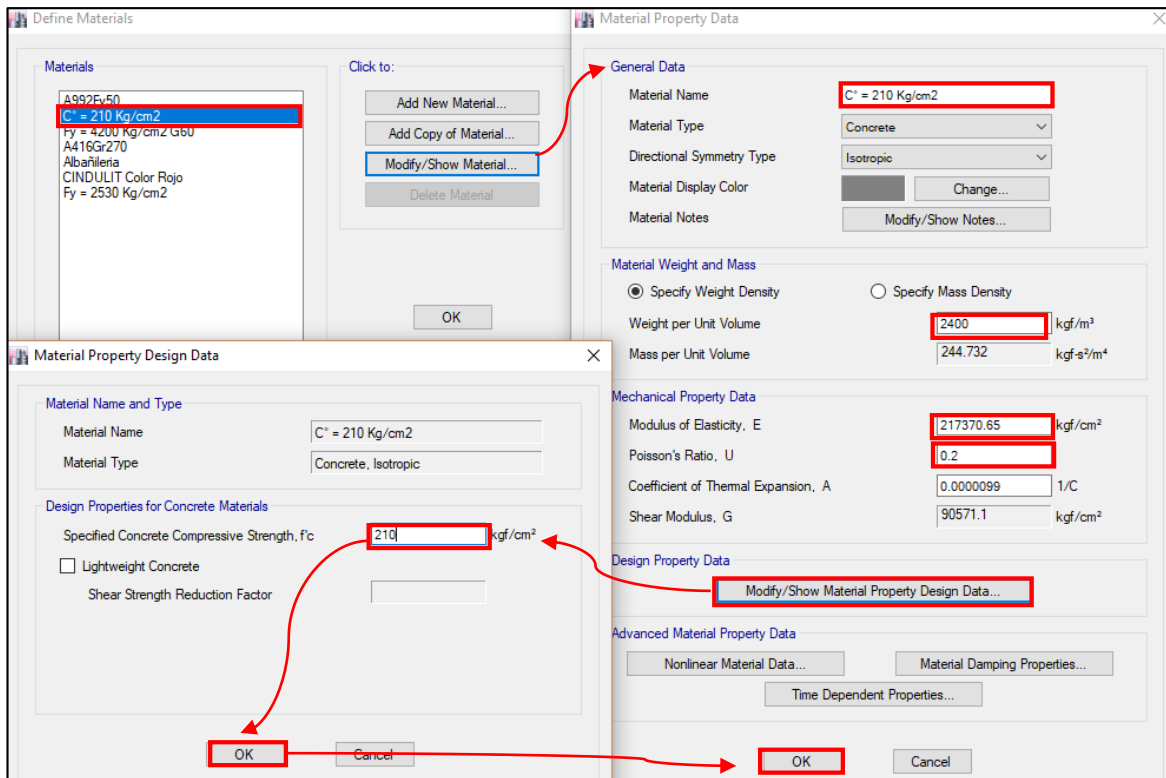 Define Materials
Materials
A992Fy50
C° = 210 Kg/cm2
Fy = 4200 Kg/cm2 G60
A416Gr270
Albañileria
CINDULIT Color Rojo
Fy = 2530 Kg/cm2
Click to:
Add New Material...
Add Copy of Material...
Modify/Show Material...
Delete Material
OK
Material Property Data
General Data
Material Name
C° = 210 Kg/cm2
Material Type
Concrete
Directional Symmetry Type
Isotropic
Material Display Color
Change...
Material Notes
Modify/Show Notes...
Material Weight and Mass
Specify Weight Density
Specify Mass Density
Weight per Unit Volume
2400
kgf/m³
Mass per Unit Volume
244.732
kgf-s²/m⁴
Mechanical Property Data
Modulus of Elasticity, E
217370.65
kgf/cm²
Poisson's Ratio, U
0.2
Coefficient of Thermal Expansion, A
0.0000099
1/C
Shear Modulus, G
90571.1
kgf/cm²
Design Property Data
Modify/Show Material Property Design Data...
Advanced Material Property Data
Nonlinear Material Data...
Material Damping Properties...
Time Dependent Properties...
OK
Cancel
Material Property Design Data
Material Name and Type
Material Name
C° = 210 Kg/cm2
Material Type
Concrete, Isotropic
Design Properties for Concrete Materials
Specified Concrete Compressive Strength, f'c
210
kgf/cm²
Lightweight Concrete
Shear Strength Reduction Factor
OK
Cancel